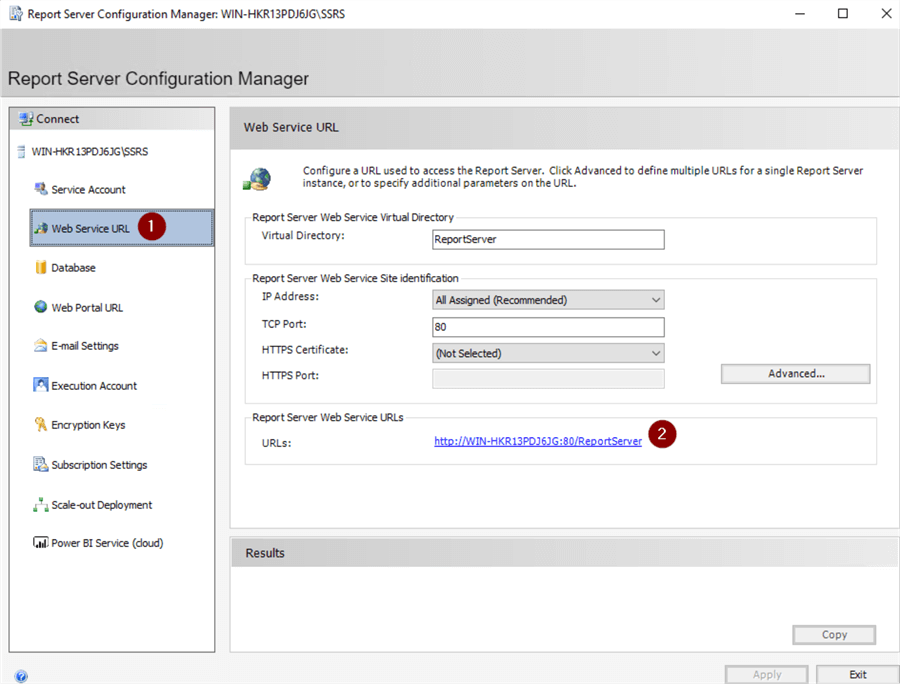 Report Server Configuration Manager: WIN-HKR13PDJ6JG\SSRS
Report Server Configuration Manager
Connect
WIN-HKR13PDJ6JG\SSRS
Service Account
Web Service URL 1
Database
Web Portal URL
E-mail Settings
Execution Account
Encryption Keys
Subscription Settings
Scale-out Deployment
Power BI Service (cloud)
Web Service URL
Configure a URL used to access the Report Server. Click Advanced to define multiple URLs for a single Report Server
instance, or to specify additional parameters on the URL.
Report Server Web Service Virtual Directory
Virtual Directory: ReportServer
Report Server Web Service Site identification
IP Address: All Assigned (Recommended)
TCP Port: 80
HTTPS Certificate: (Not Selected)
HTTPS Port:
Advanced...
Report Server Web Service URLs
URLs: http://WIN-HKR13PDJ6JG:80/ReportServer 2
Results
Copy
Apply Exit